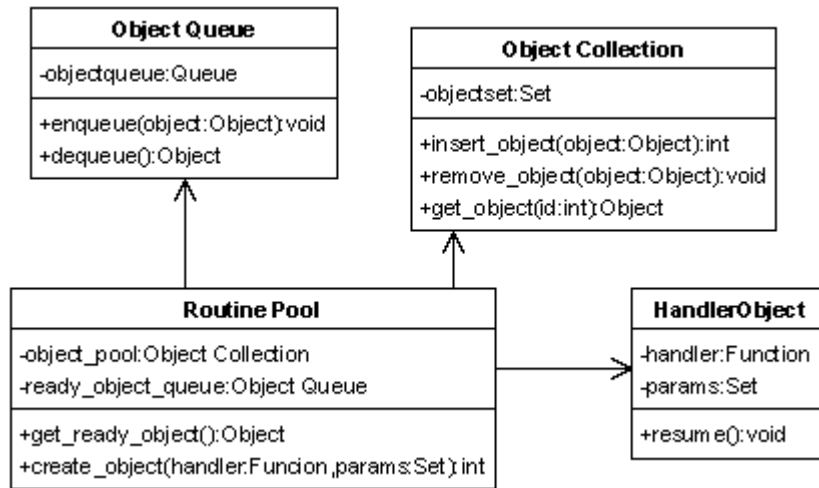 Object Queue
-objectqueue:Queue
+enqueue(object:Object):void
+dequeue():Object
Object Collection
-objectset:Set
+insert_object(object:Object):int
+remove_object(object:Object):void
+get_object(id:int):Object
Routine Pool
-object_pool:Object Collection
-ready_object_queue:Object Queue
+get_ready_object():Object
+create_object(handler:Funcion,params:Set):int
HandlerObject
-handler:Function
-params:Set
+resume():void